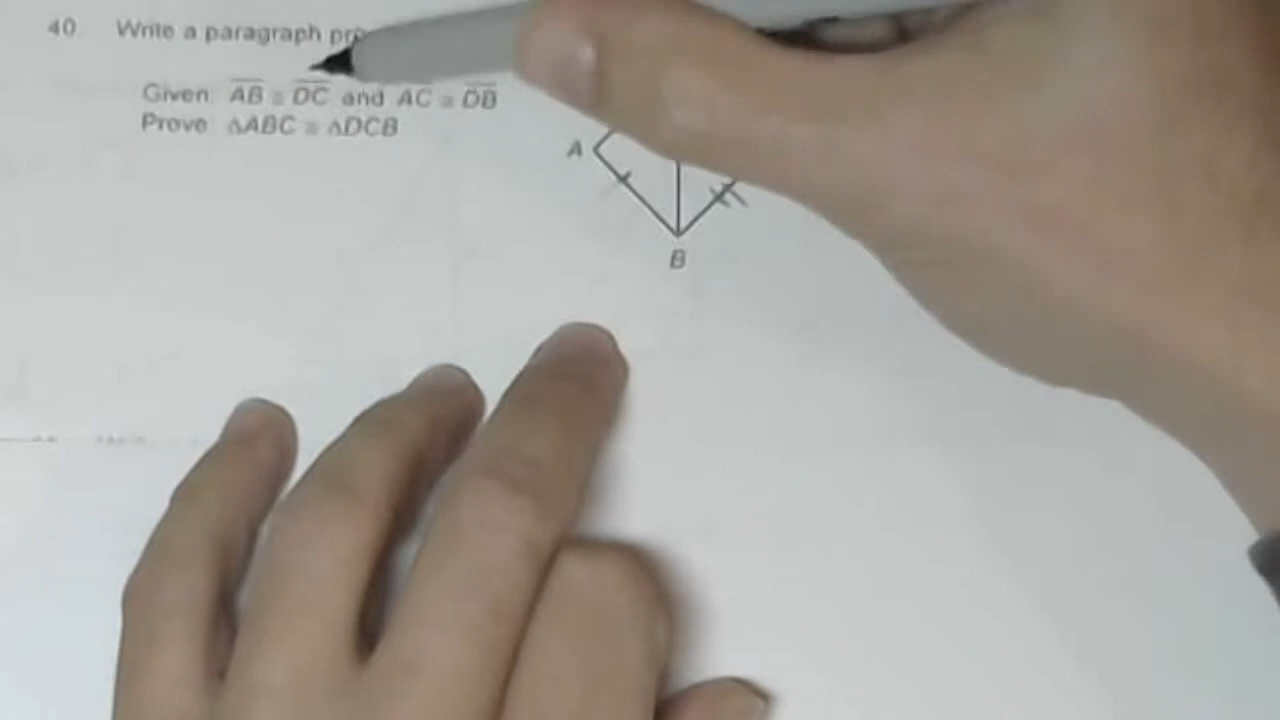 40 Write a paragraph
Given: AB ≅ DC and AC ≅ DB
Prove: △ABC ≅ △DCB
A
B